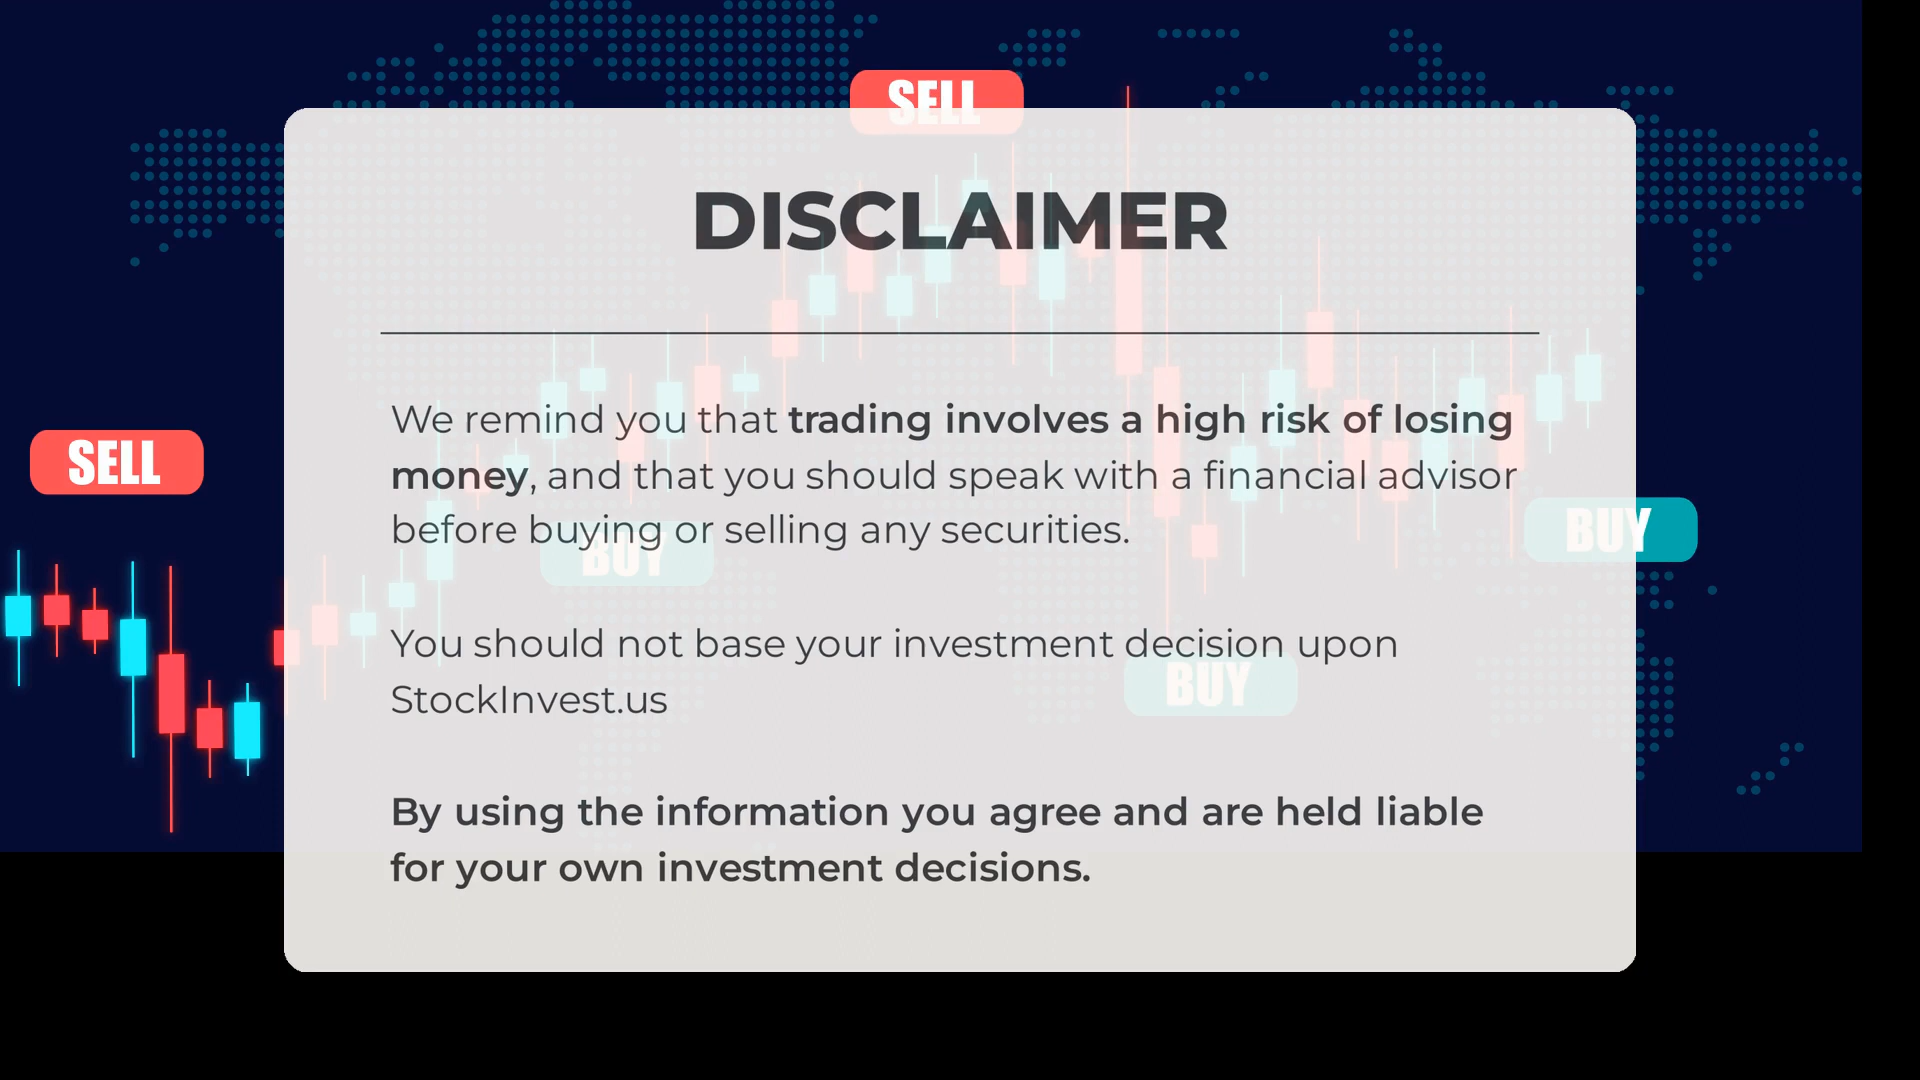 SELL
DISCLAIMER
We remind you that trading involves a high risk of losing
money, and that you should speak with a financial advisor
before buying or selling any securities.
SELL
BUY
BUY
You should not base your investment decision upon
StockInvest.us
BUY
By using the information you agree and are held liable
for your own investment decisions.